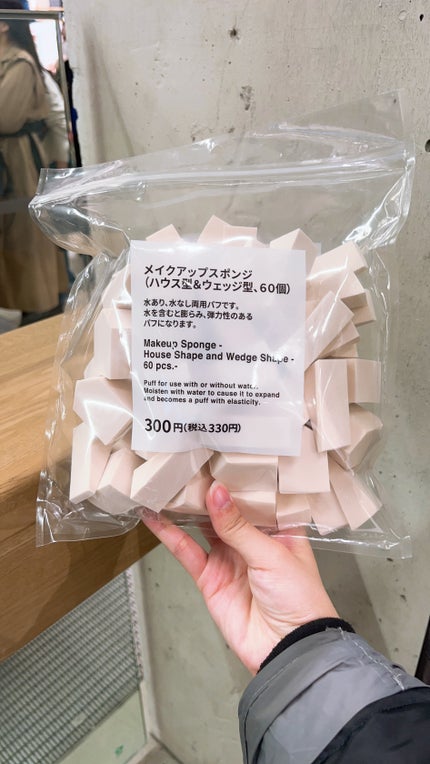 メイクアップスポンジ
（ハウス型&ウェッジ型、60個）
水あり、水なし両用パフです。
水を含むと膨らみ、弾力性のある
パフになります。
Makeup Sponge -
House Shape and Wedge Shape -
60 pcs.-
Puff for use with or without water.
Moisten with water to cause it to expand
and becomes a puff with elasticity.
300円(税込330円)